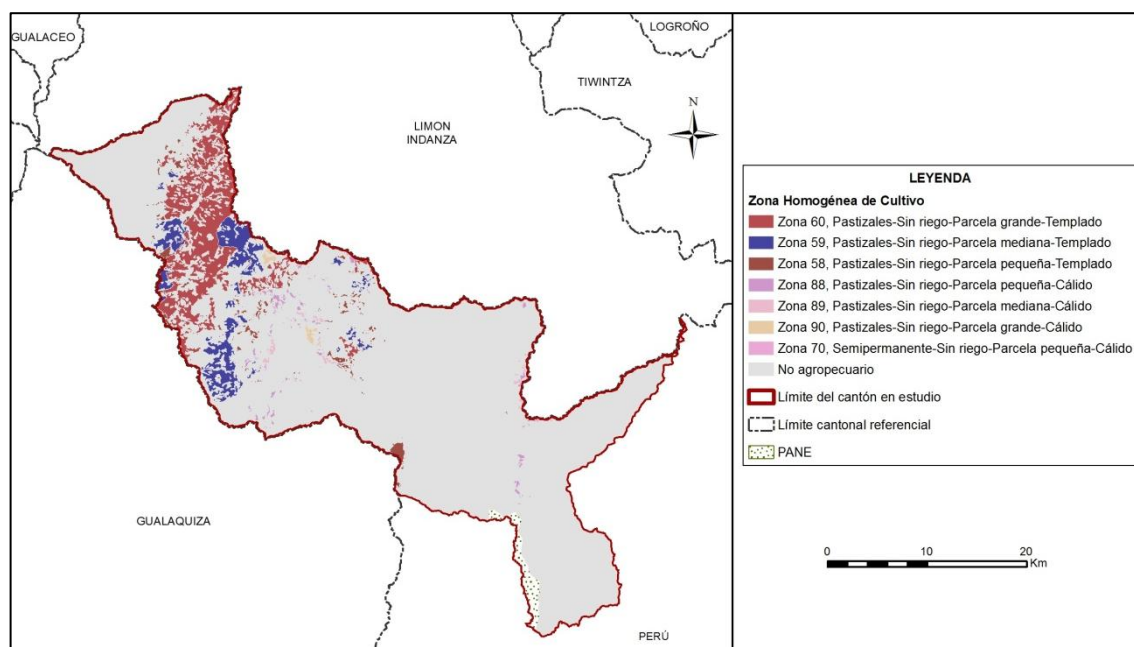 GUALACEO
LOGROÑO
TIWINTZA
N
LIMON
INDANZA
GUALAQUIZA
PERÚ
LEYENDA
Zona Homogénea de Cultivo
Zona 60, Pastizales-Sin riego-Parcela grande-Templado
Zona 59, Pastizales-Sin riego-Parcela mediana-Templado
Zona 58, Pastizales-Sin riego-Parcela pequeña-Templado
Zona 88, Pastizales-Sin riego-Parcela pequeña-Cálido
Zona 89, Pastizales-Sin riego-Parcela mediana-Cálido
Zona 90, Pastizales-Sin riego-Parcela grande-Cálido
Zona 70, Semipermanente-Sin riego-Parcela pequeña-Cálido
No agropecuario
Límite del cantón en estudio
Límite cantonal referencial
PANE
0 10 20
Km